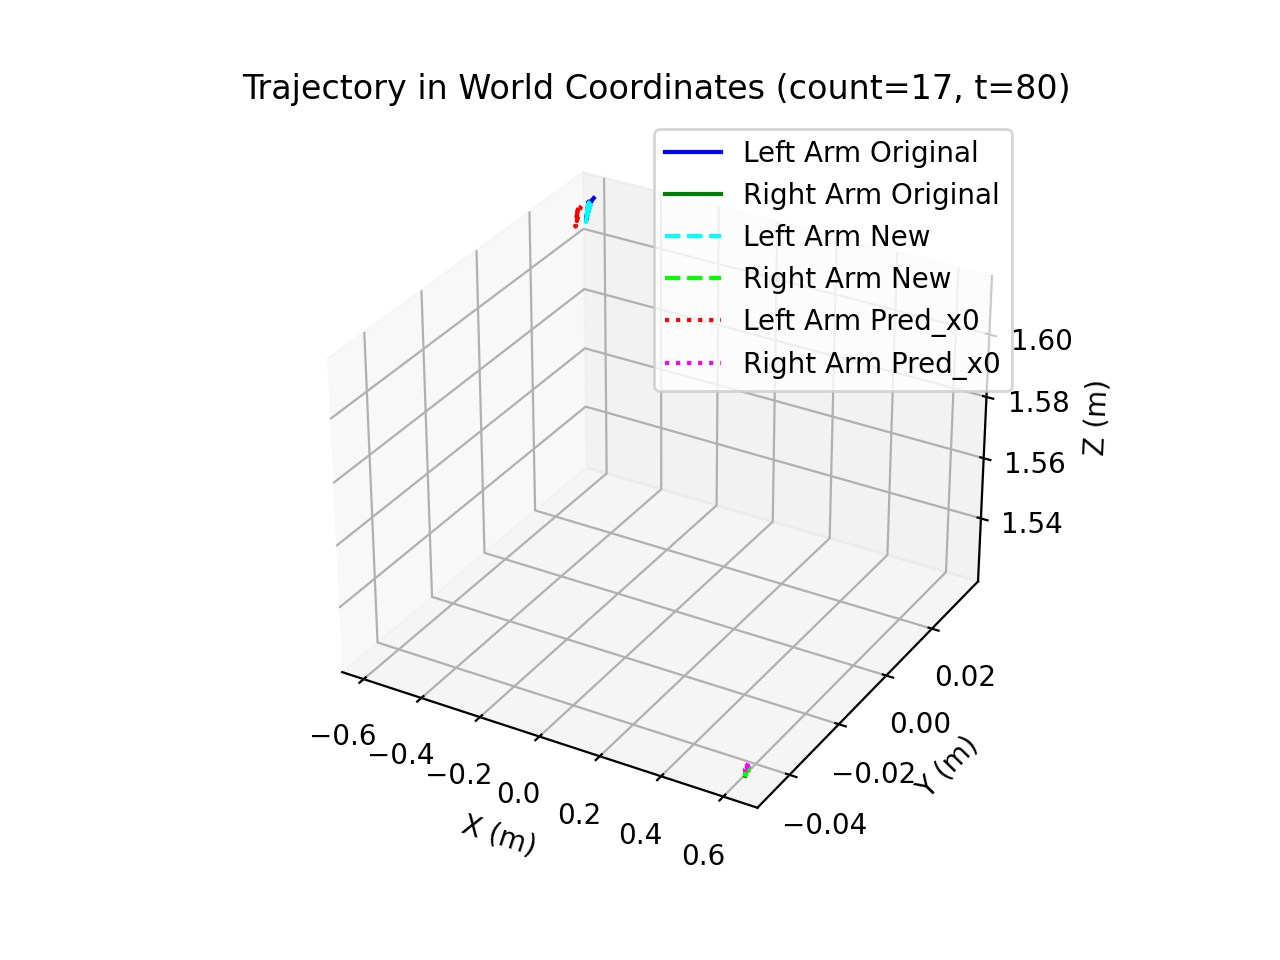 Trajectory in World Coordinates (count=17, t=80)
Left Arm Original
Right Arm Original
Left Arm New
Right Arm New
Left Arm Pred_x0
Right Arm Pred_x0
1.60
1.58
1.56
1.54
Z (m)
0.02
0.00
−0.02
−0.04
Y (m)
−0.6
−0.4
−0.2
0.0
0.2
0.4
0.6
X (m)